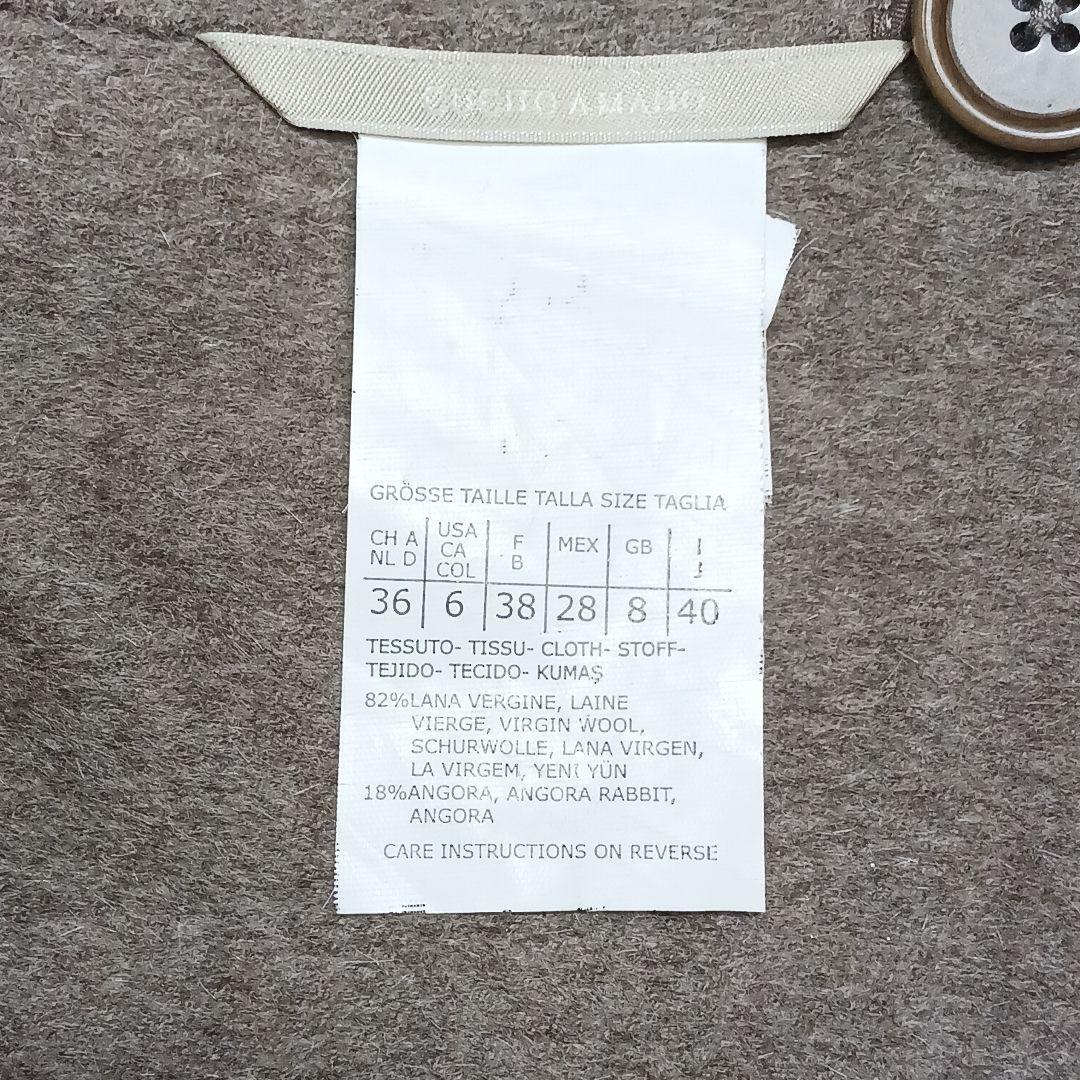 CUCITO A MANO
GRÖSSE TAILLE TALLA SIZE TAGLIA
CH A NL D USA CA COL F B MEX GB I J
36 6 38 28 8 40
TESSUTO- TISSU- CLOTH- STOFF-
TEJIDO- TECIDO- KUMAŞ
82%LANA VERGINE, LAINE
VIERGE, VIRGIN WOOL,
SCHURWOLLE, LANA VIRGEN,
LA VIRGEM, YENI YÜN
18%ANGORA, ANGORA RABBIT,
ANGORA
CARE INSTRUCTIONS ON REVERSE